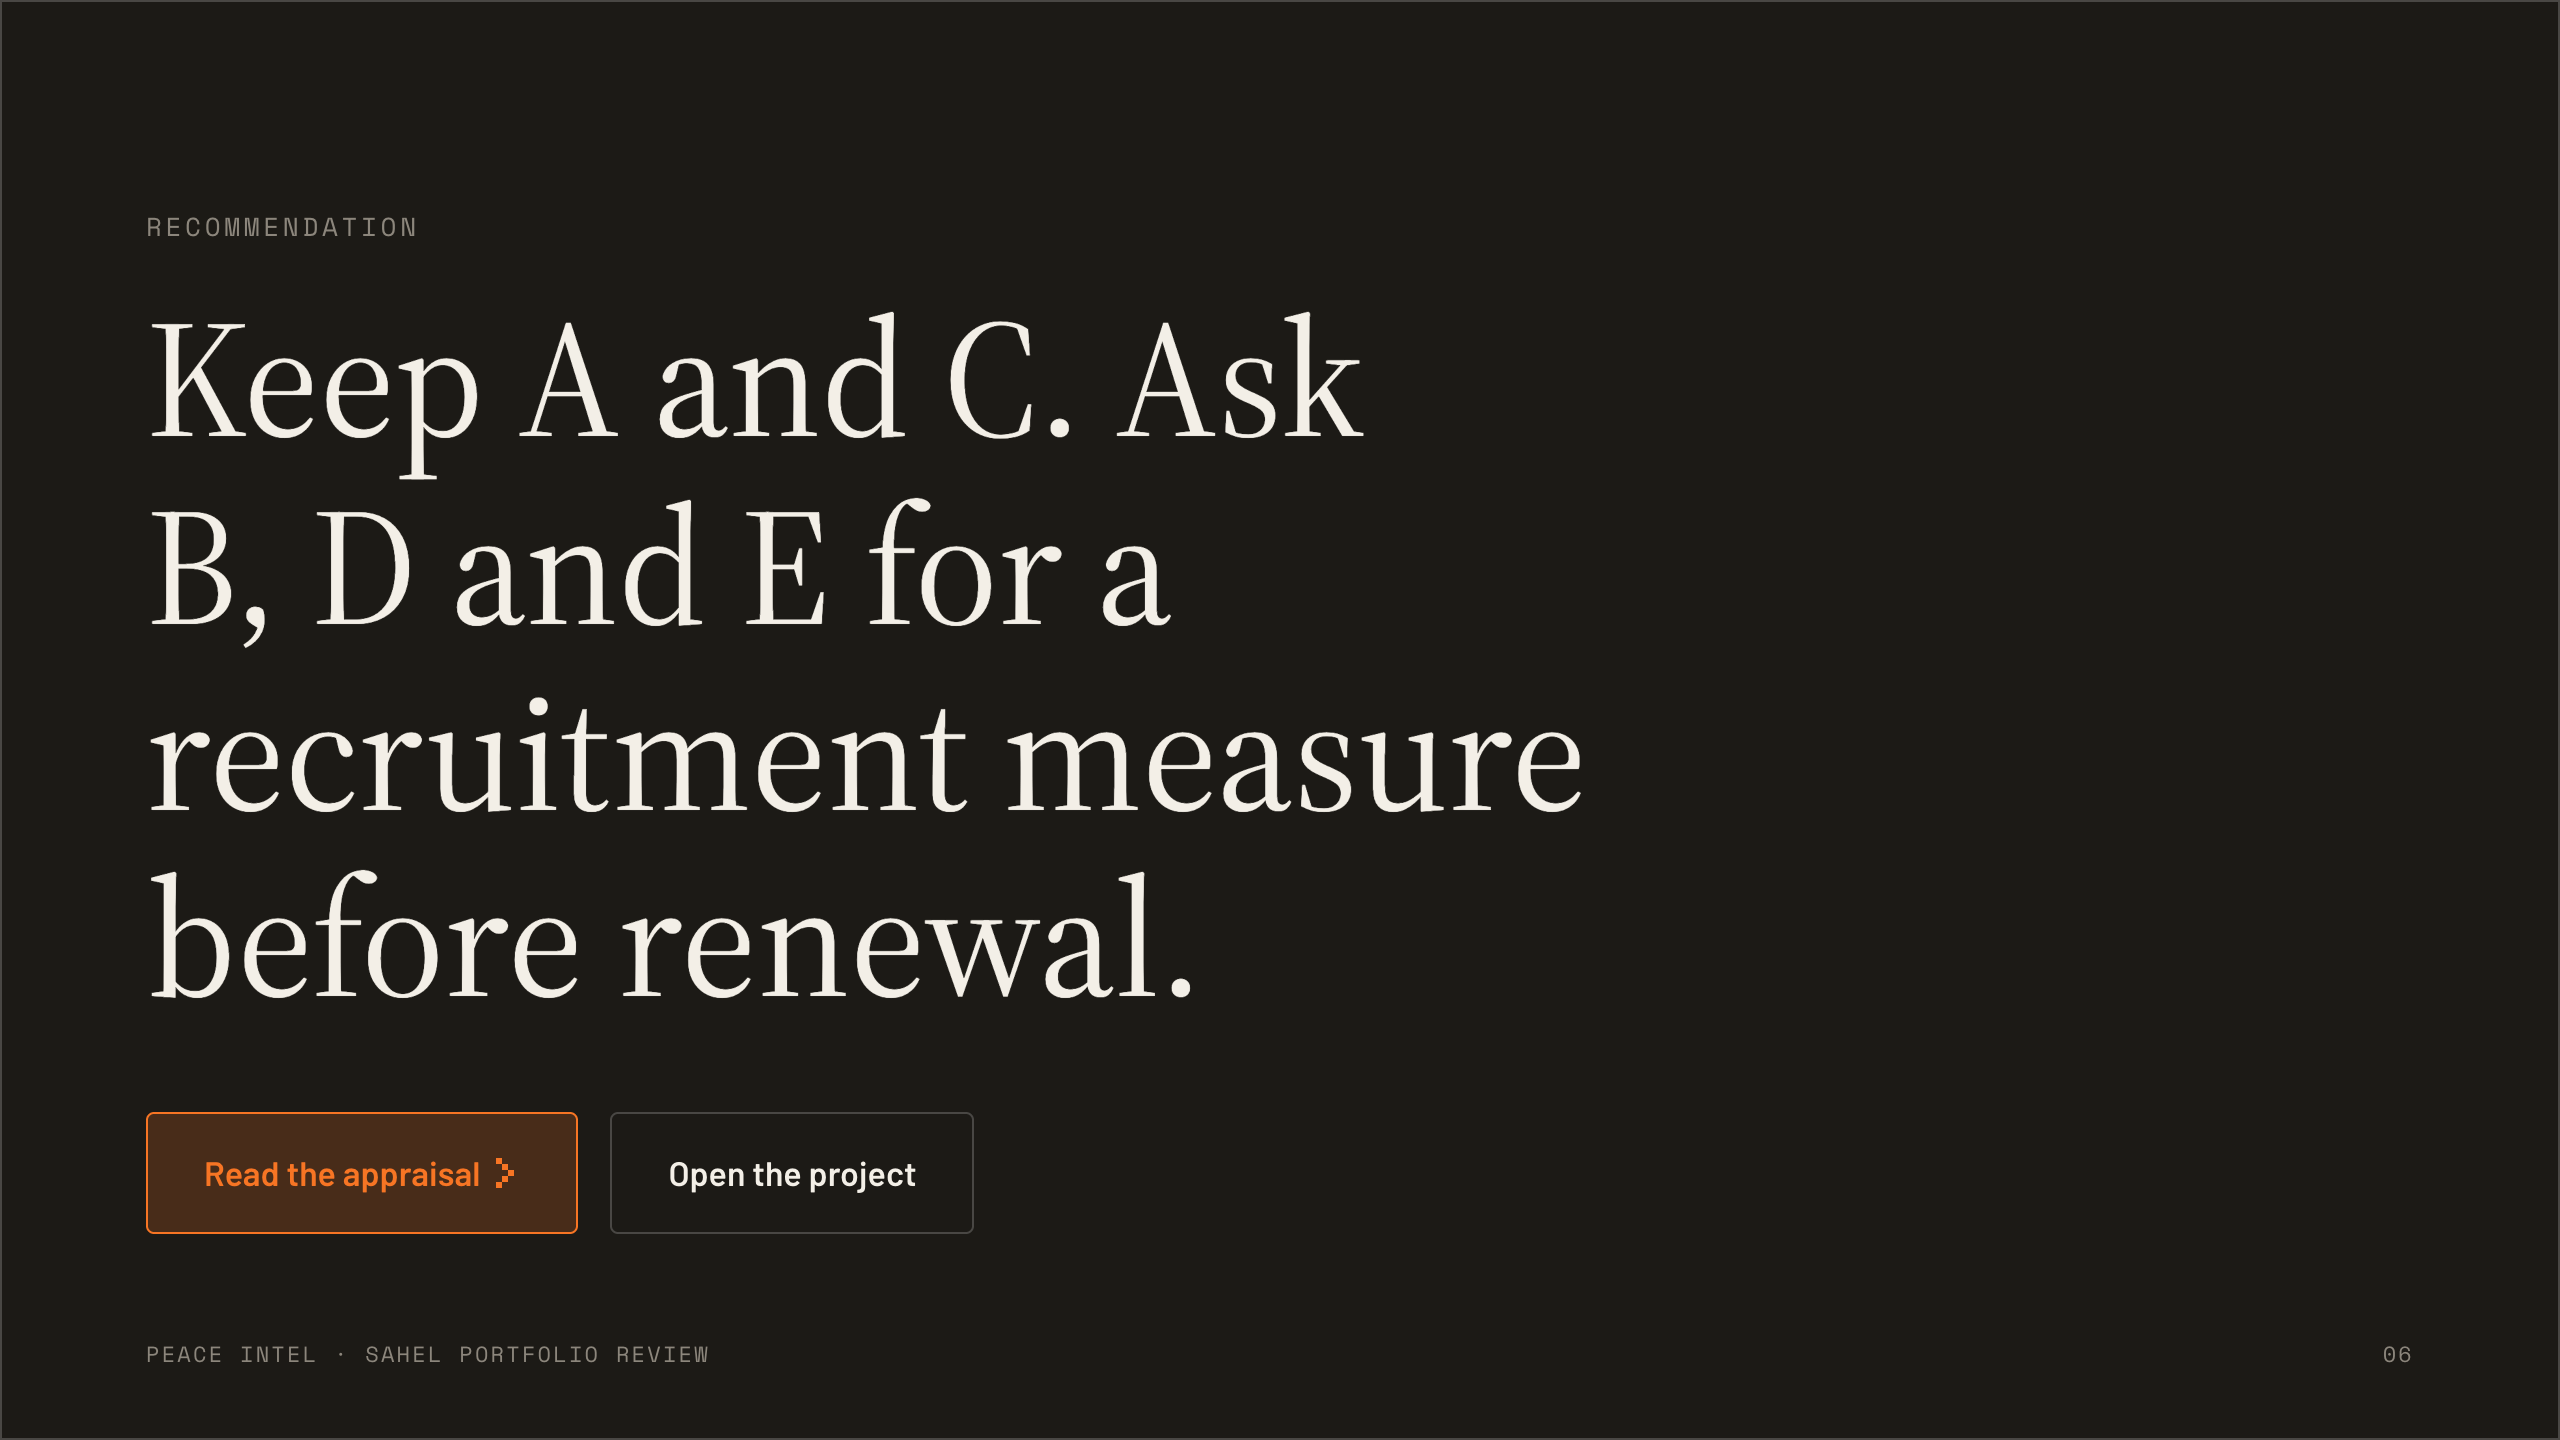 RECOMMENDATION
Keep A and C. Ask
B, D and E for a
recruitment measure
before renewal.
Read the appraisal
Open the project
PEACE INTEL · SAHEL PORTFOLIO REVIEW
06